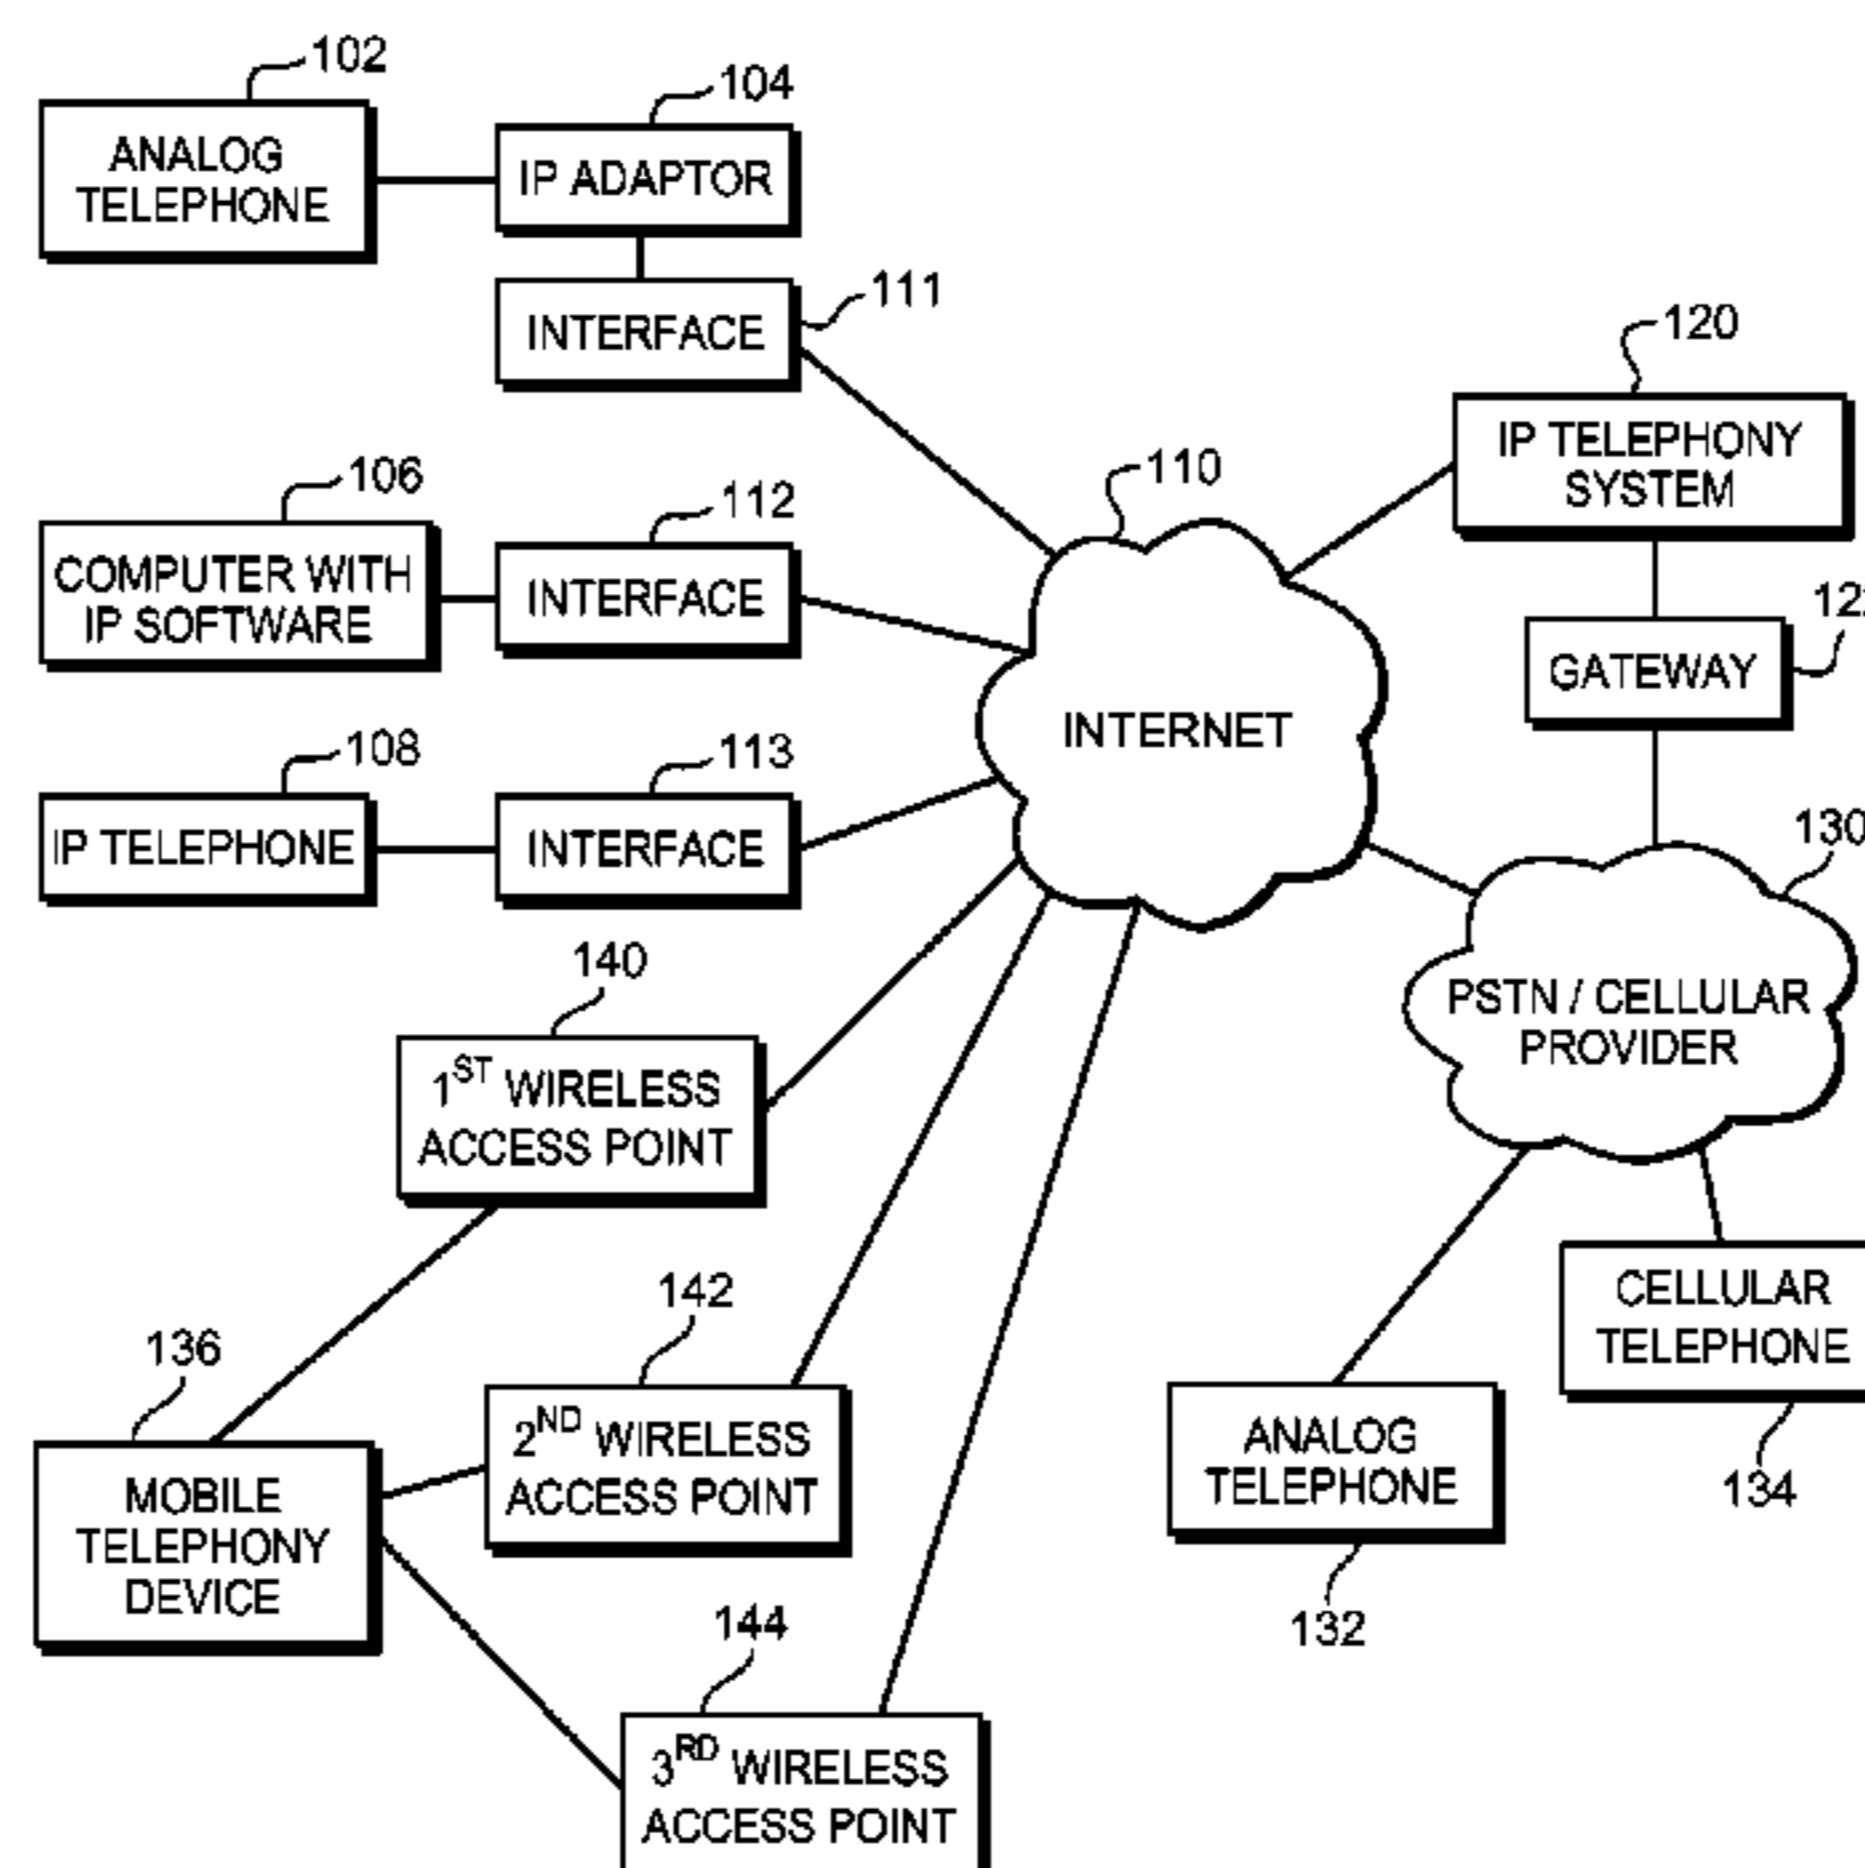 102
104
ANALOG
TELEPHONE
IP ADAPTOR
111
INTERFACE
120
IP TELEPHONY
SYSTEM
106
112
110
COMPUTER WITH
IP SOFTWARE
INTERFACE
GATEWAY
INTERNET
108
113
IP TELEPHONE
INTERFACE
130
140
1ST WIRELESS
ACCESS POINT
PSTN / CELLULAR
PROVIDER
142
136
2ND WIRELESS
ACCESS POINT
MOBILE
TELEPHONY
DEVICE
CELLULAR
TELEPHONE
134
ANALOG
TELEPHONE
132
144
3RD WIRELESS
ACCESS POINT